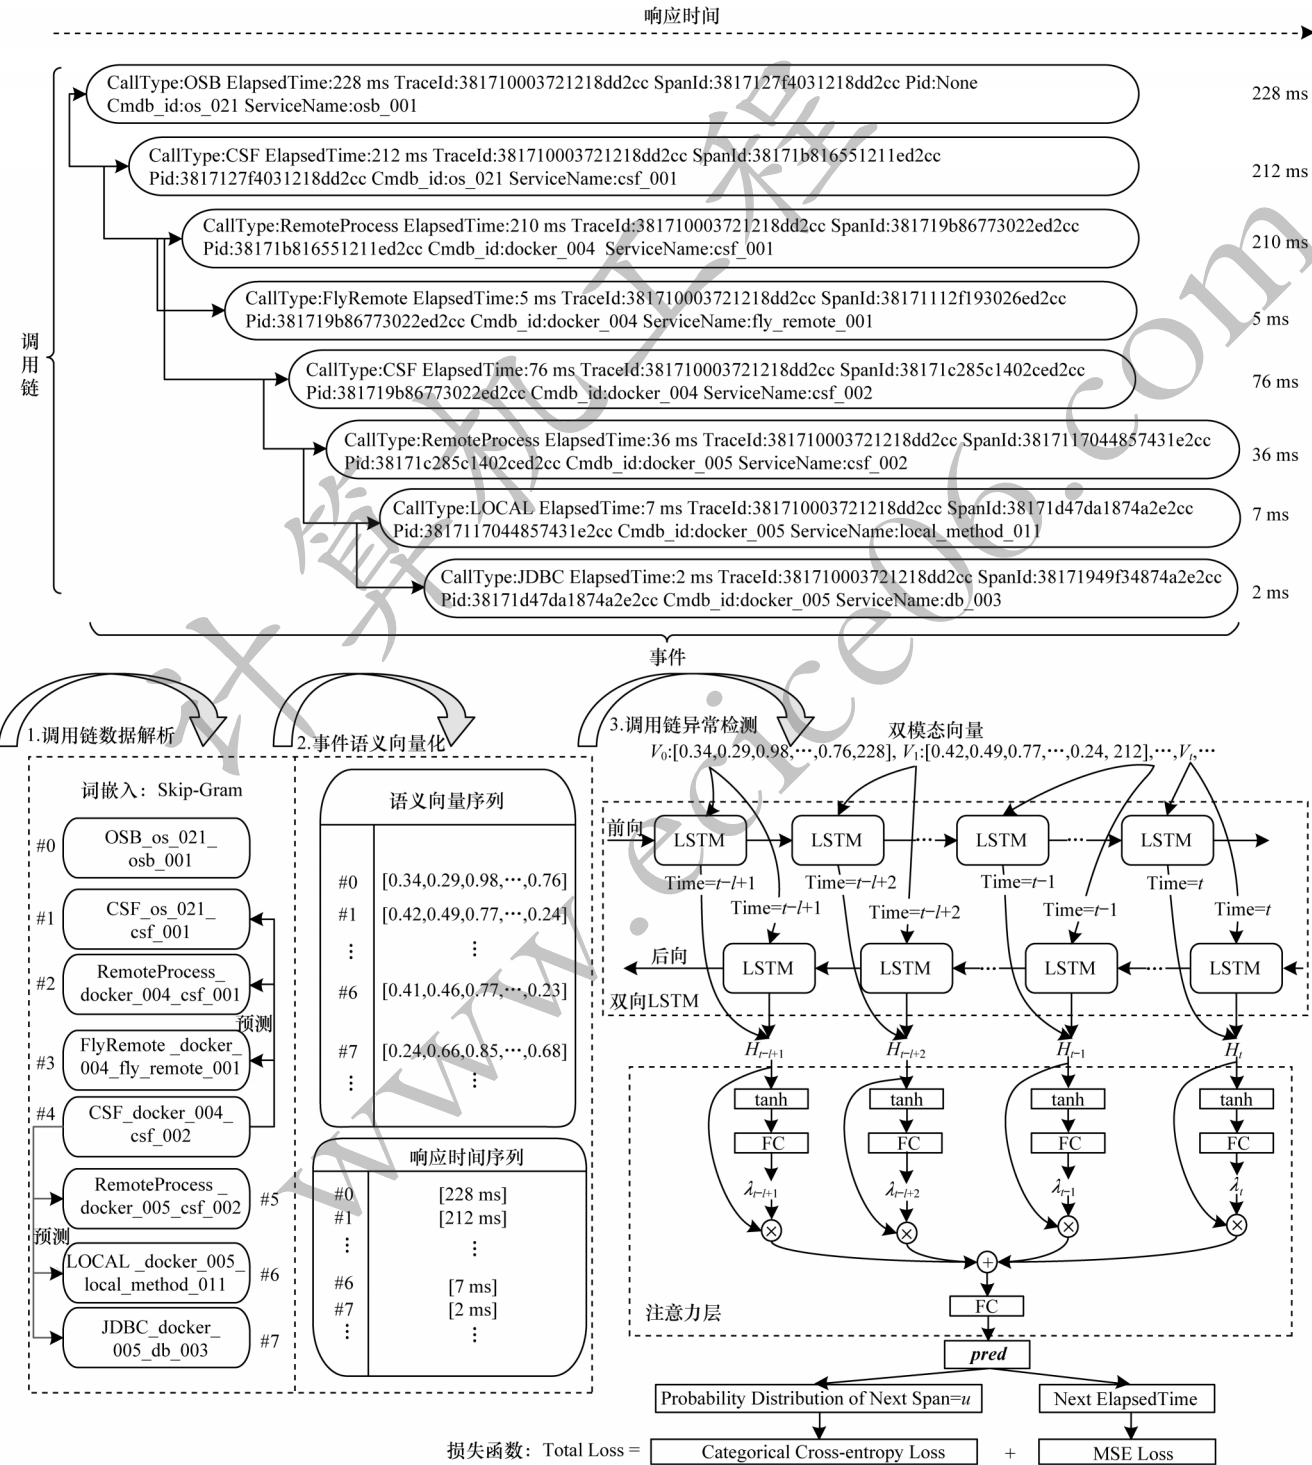 响应时间
CallType:OSB ElapsedTime:228 ms TraceId:381710003721218dd2cc SpanId:3817127f4031218dd2cc Pid:None
Cmdb_id:os_021 ServiceName:osb_001
228 ms
CallType:CSF ElapsedTime:212 ms TraceId:381710003721218dd2cc SpanId:38171b816551211ed2cc
Pid:3817127f4031218dd2cc Cmdb_id:os_021 ServiceName:csf_001
212 ms
CallType:RemoteProcess ElapsedTime:210 ms TraceId:381710003721218dd2cc SpanId:381719b86773022ed2cc
Pid:38171b816551211ed2cc Cmdb_id:docker_004 ServiceName:csf_001
210 ms
CallType:FlyRemote ElapsedTime:5 ms TraceId:381710003721218dd2cc SpanId:38171112f193026ed2cc
Pid:381719b86773022ed2cc Cmdb_id:docker_004 ServiceName:fly_remote_001
5 ms
调用链
CallType:CSF ElapsedTime:76 ms TraceId:381710003721218dd2cc SpanId:38171c285c1402ced2cc
Pid:381719b86773022ed2cc Cmdb_id:docker_004 ServiceName:csf_002
76 ms
CallType:RemoteProcess ElapsedTime:36 ms TraceId:381710003721218dd2cc SpanId:3817117044857431e2cc
Pid:38171c285c1402ced2cc Cmdb_id:docker_005 ServiceName:csf_002
36 ms
CallType:LOCAL ElapsedTime:7 ms TraceId:381710003721218dd2cc SpanId:38171d47da1874a2e2cc
Pid:3817117044857431e2cc Cmdb_id:docker_005 ServiceName:local_method_011
7 ms
CallType:JDBC ElapsedTime:2 ms TraceId:381710003721218dd2cc SpanId:38171949f34874a2e2cc
Pid:38171d47da1874a2e2cc Cmdb_id:docker_005 ServiceName:db_003
2 ms
事件
1.调用链数据解析
词嵌入：Skip-Gram
#0
OSB_os_021_
osb_001
#1
CSF_os_021_
csf_001
#2
RemoteProcess_
docker_004_csf_001
预测
#3
FlyRemote _docker_
004_fly_remote_001
#4
CSF_docker_004_
csf_002
RemoteProcess _
docker_005_csf_002
#5
预测
LOCAL _docker_005_
local_method_011
#6
JDBC_docker_
005_db_003
#7
2.事件语义向量化
语义向量序列
#0 [0.34,0.29,0.98,⋯,0.76]
#1 [0.42,0.49,0.77,⋯,0.24]
⋮ ⋮
#6 [0.41,0.46,0.77,⋯,0.23]
#7 [0.24,0.66,0.85,⋯,0.68]
⋮ ⋮
响应时间序列
#0 [228 ms]
#1 [212 ms]
⋮ ⋮
#6 [7 ms]
#7 [2 ms]
⋮ ⋮
3.调用链异常检测
双模态向量
V0:[0.34,0.29,0.98,⋯,0.76,228], V1:[0.42,0.49,0.77,⋯,0.24, 212],⋯,Vt,⋯
前向
LSTM LSTM ⋯ LSTM ⋯ LSTM
Time=t−l+1 Time=t−l+2 Time=t−1 Time=t
Time=t−l+1 Time=t−l+2 Time=t−1 Time=t
后向
LSTM LSTM ⋯ LSTM ⋯ LSTM
双向LSTM
Ht−l+1 Ht−l+2 Ht−1 Ht
tanh tanh tanh tanh
FC FC FC FC
λt−l+1 λt−l+2 λt−1 λt
× × × ×
+
FC
注意力层
pred
Probability Distribution of Next Span=u
Next ElapsedTime
损失函数：Total Loss = Categorical Cross-entropy Loss + MSE Loss
计算机工程
www.ecice06.com